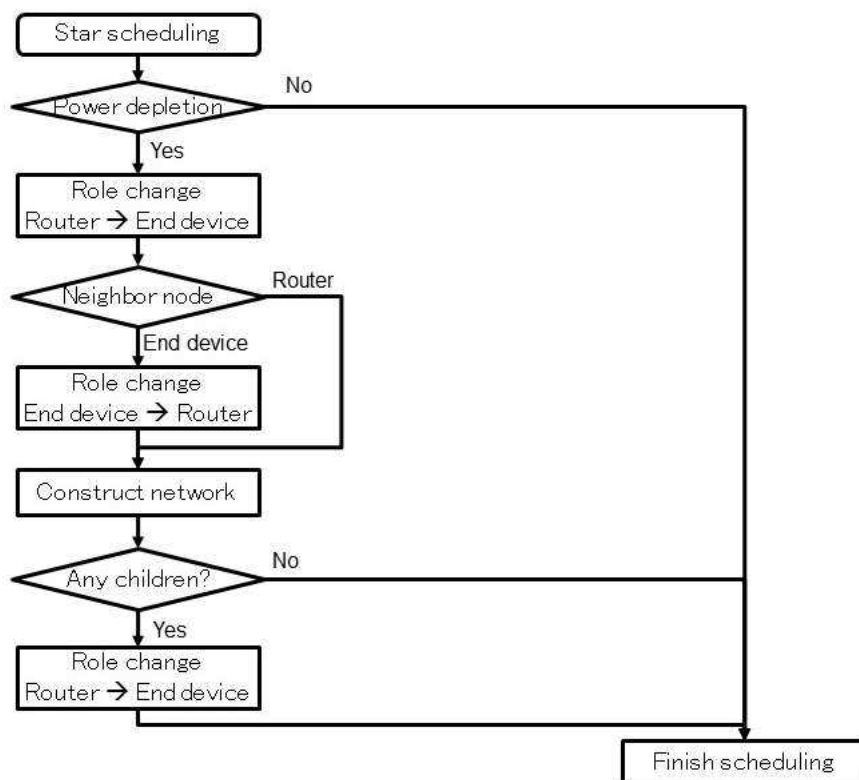 Star scheduling
Power depletion
No
Yes
Role change
Router → End device
Neighbor node
Router
End device
Role change
End device → Router
Construct network
Any children?
No
Yes
Role change
Router → End device
Finish scheduling